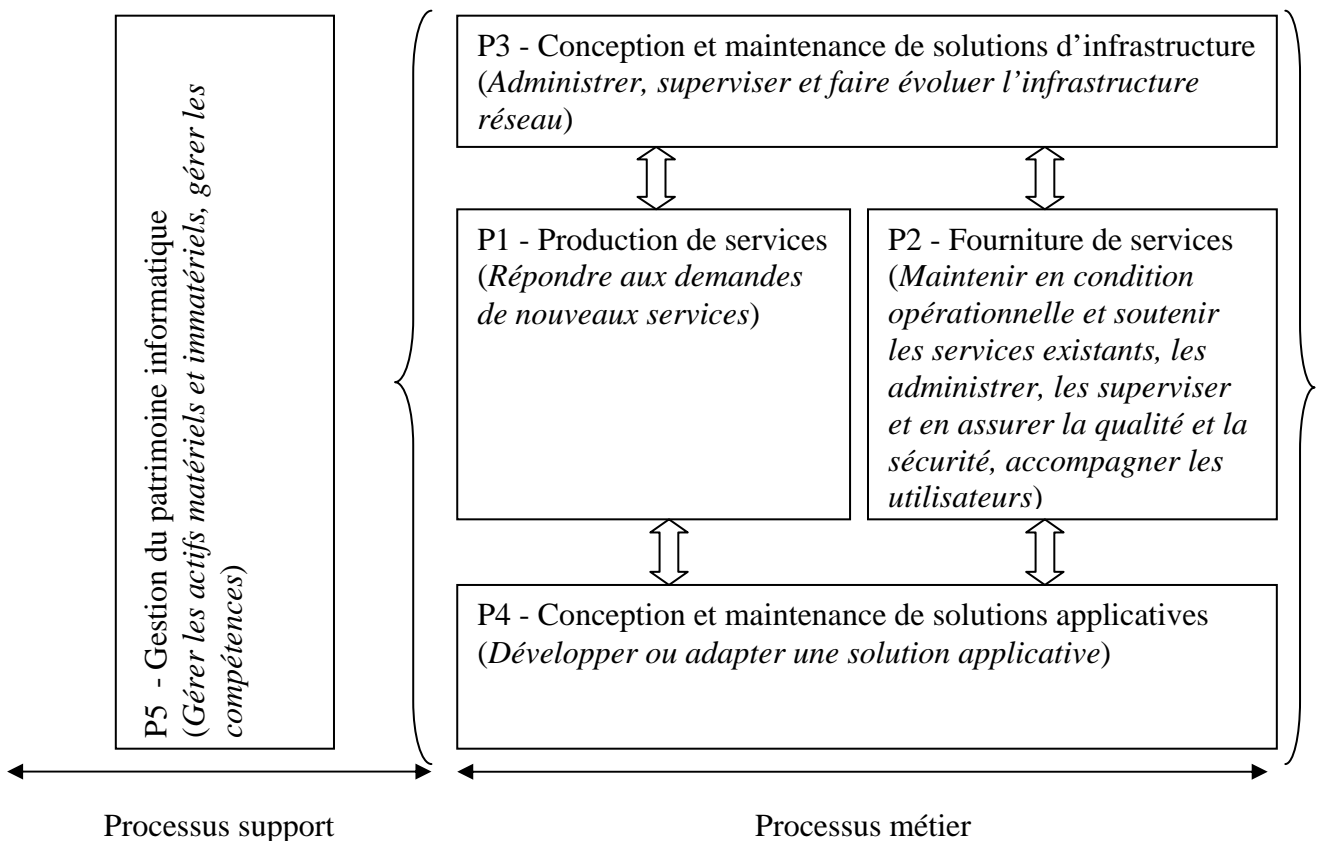 P5 - Gestion du patrimoine informatique
(Gérer les actifs matériels et immatériels, gérer les
compétences)
P3 - Conception et maintenance de solutions d’infrastructure
(Administrer, superviser et faire évoluer l’infrastructure
réseau)
P1 - Production de services
(Répondre aux demandes
de nouveaux services)
P2 - Fourniture de services
(Maintenir en condition
opérationnelle et soutenir
les services existants, les
administrer, les superviser
et en assurer la qualité et la
sécurité, accompagner les
utilisateurs)
P4 - Conception et maintenance de solutions applicatives
(Développer ou adapter une solution applicative)
Processus support
Processus métier